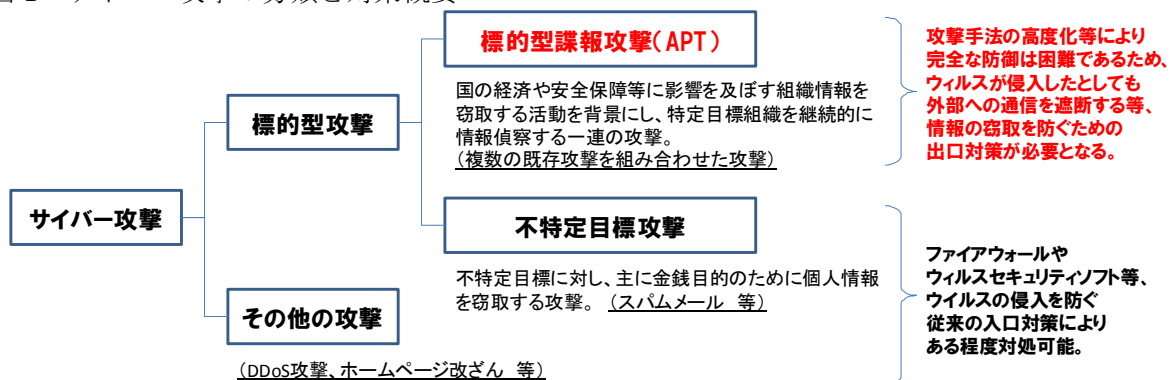 標的型諜報攻撃(APT)
攻撃手法の高度化等により
完全な防御は困難であるため、
ウィルスが侵入したとしても
外部への通信を遮断する等、
情報の窃取を防ぐための
出口対策が必要となる。
国の経済や安全保障等に影響を及ぼす組織情報を
窃取する活動を背景にし、特定目標組織を継続的に
情報偵察する一連の攻撃。
(複数の既存攻撃を組み合わせた攻撃)
標的型攻撃
サイバー攻撃
不特定目標攻撃
不特定目標に対し、主に金銭目的のために個人情報
を窃取する攻撃。 (スパムメール 等)
ファイアウォールや
ウィルスセキュリティソフト等、
ウイルスの侵入を防ぐ
従来の入口対策により
ある程度対処可能。
その他の攻撃
(DDoS攻撃、ホームページ改ざん 等)